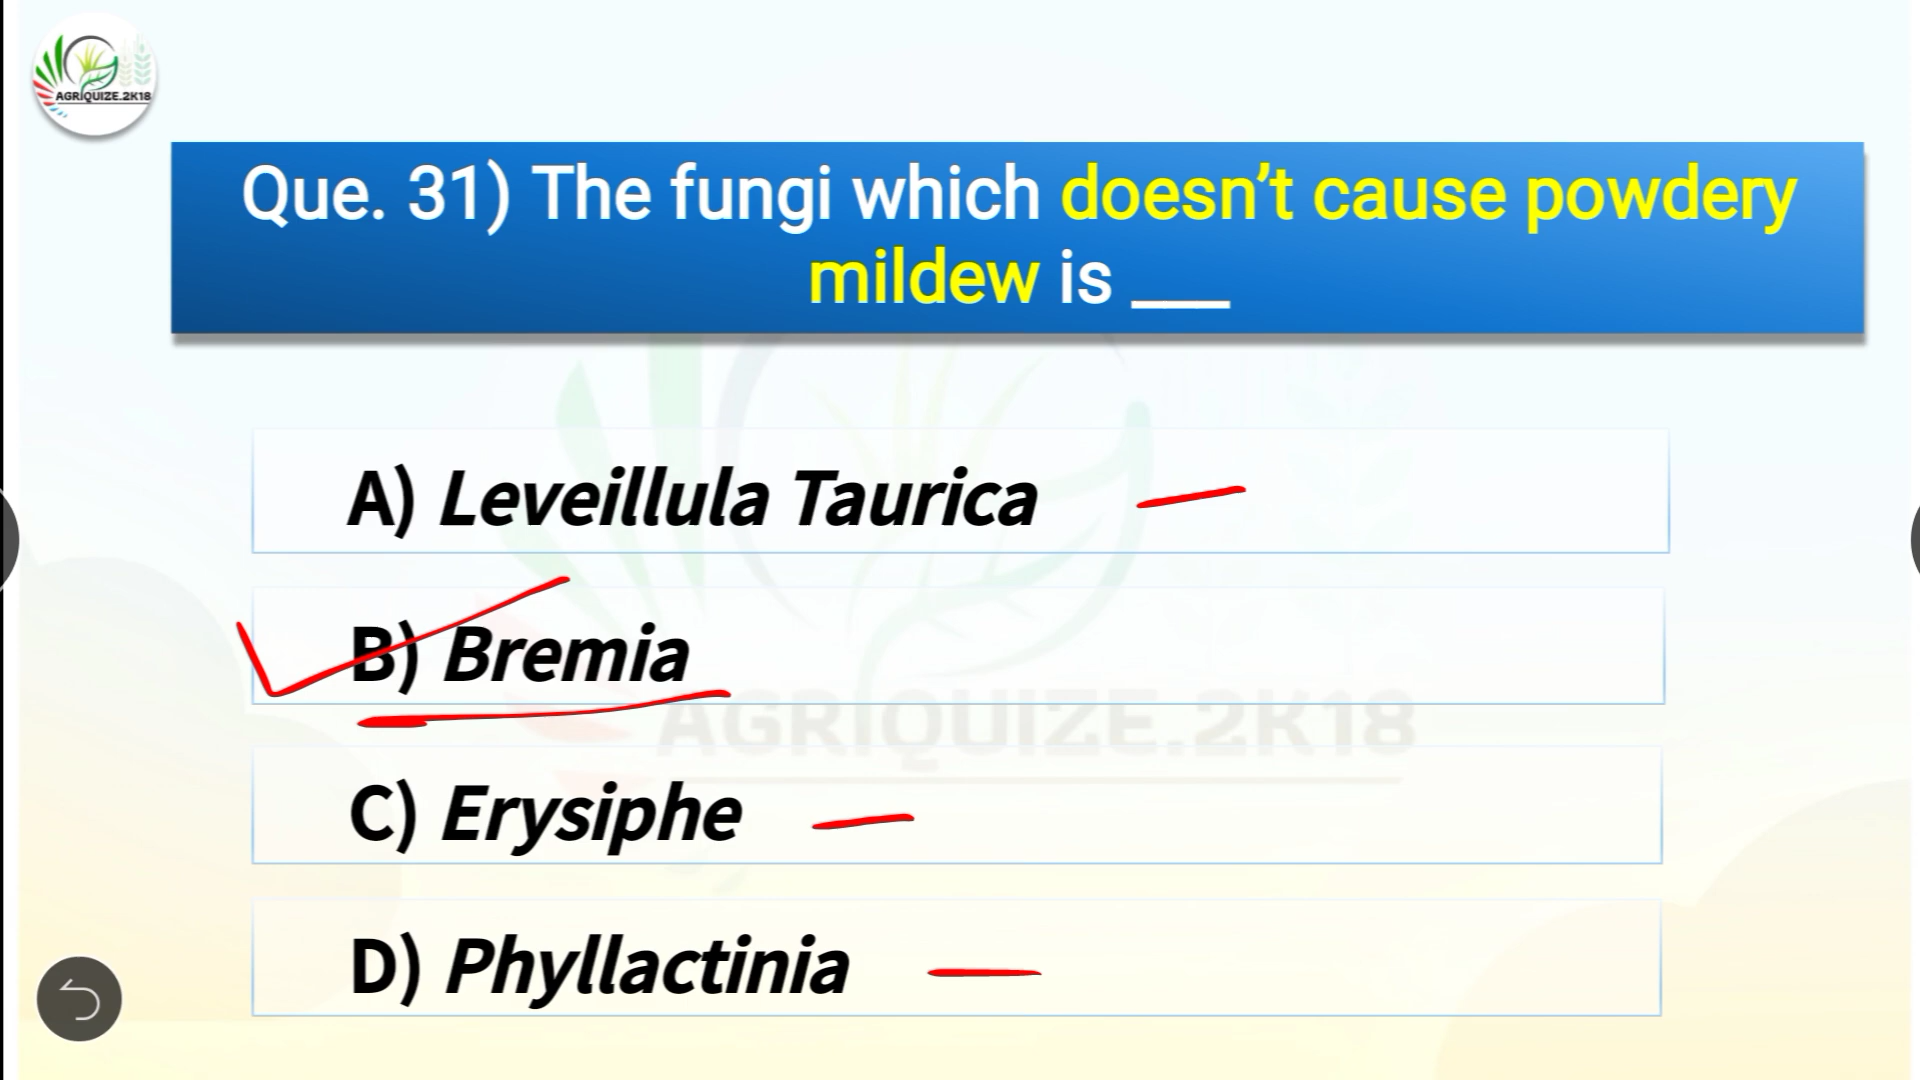 AGRIQUIZE.2K18
Que. 31) The fungi which doesn’t cause powdery
mildew is ___
A) Leveillula Taurica
B) Bremia
AGRIQUIZE.2K18
C) Erysiphe
D) Phyllactinia